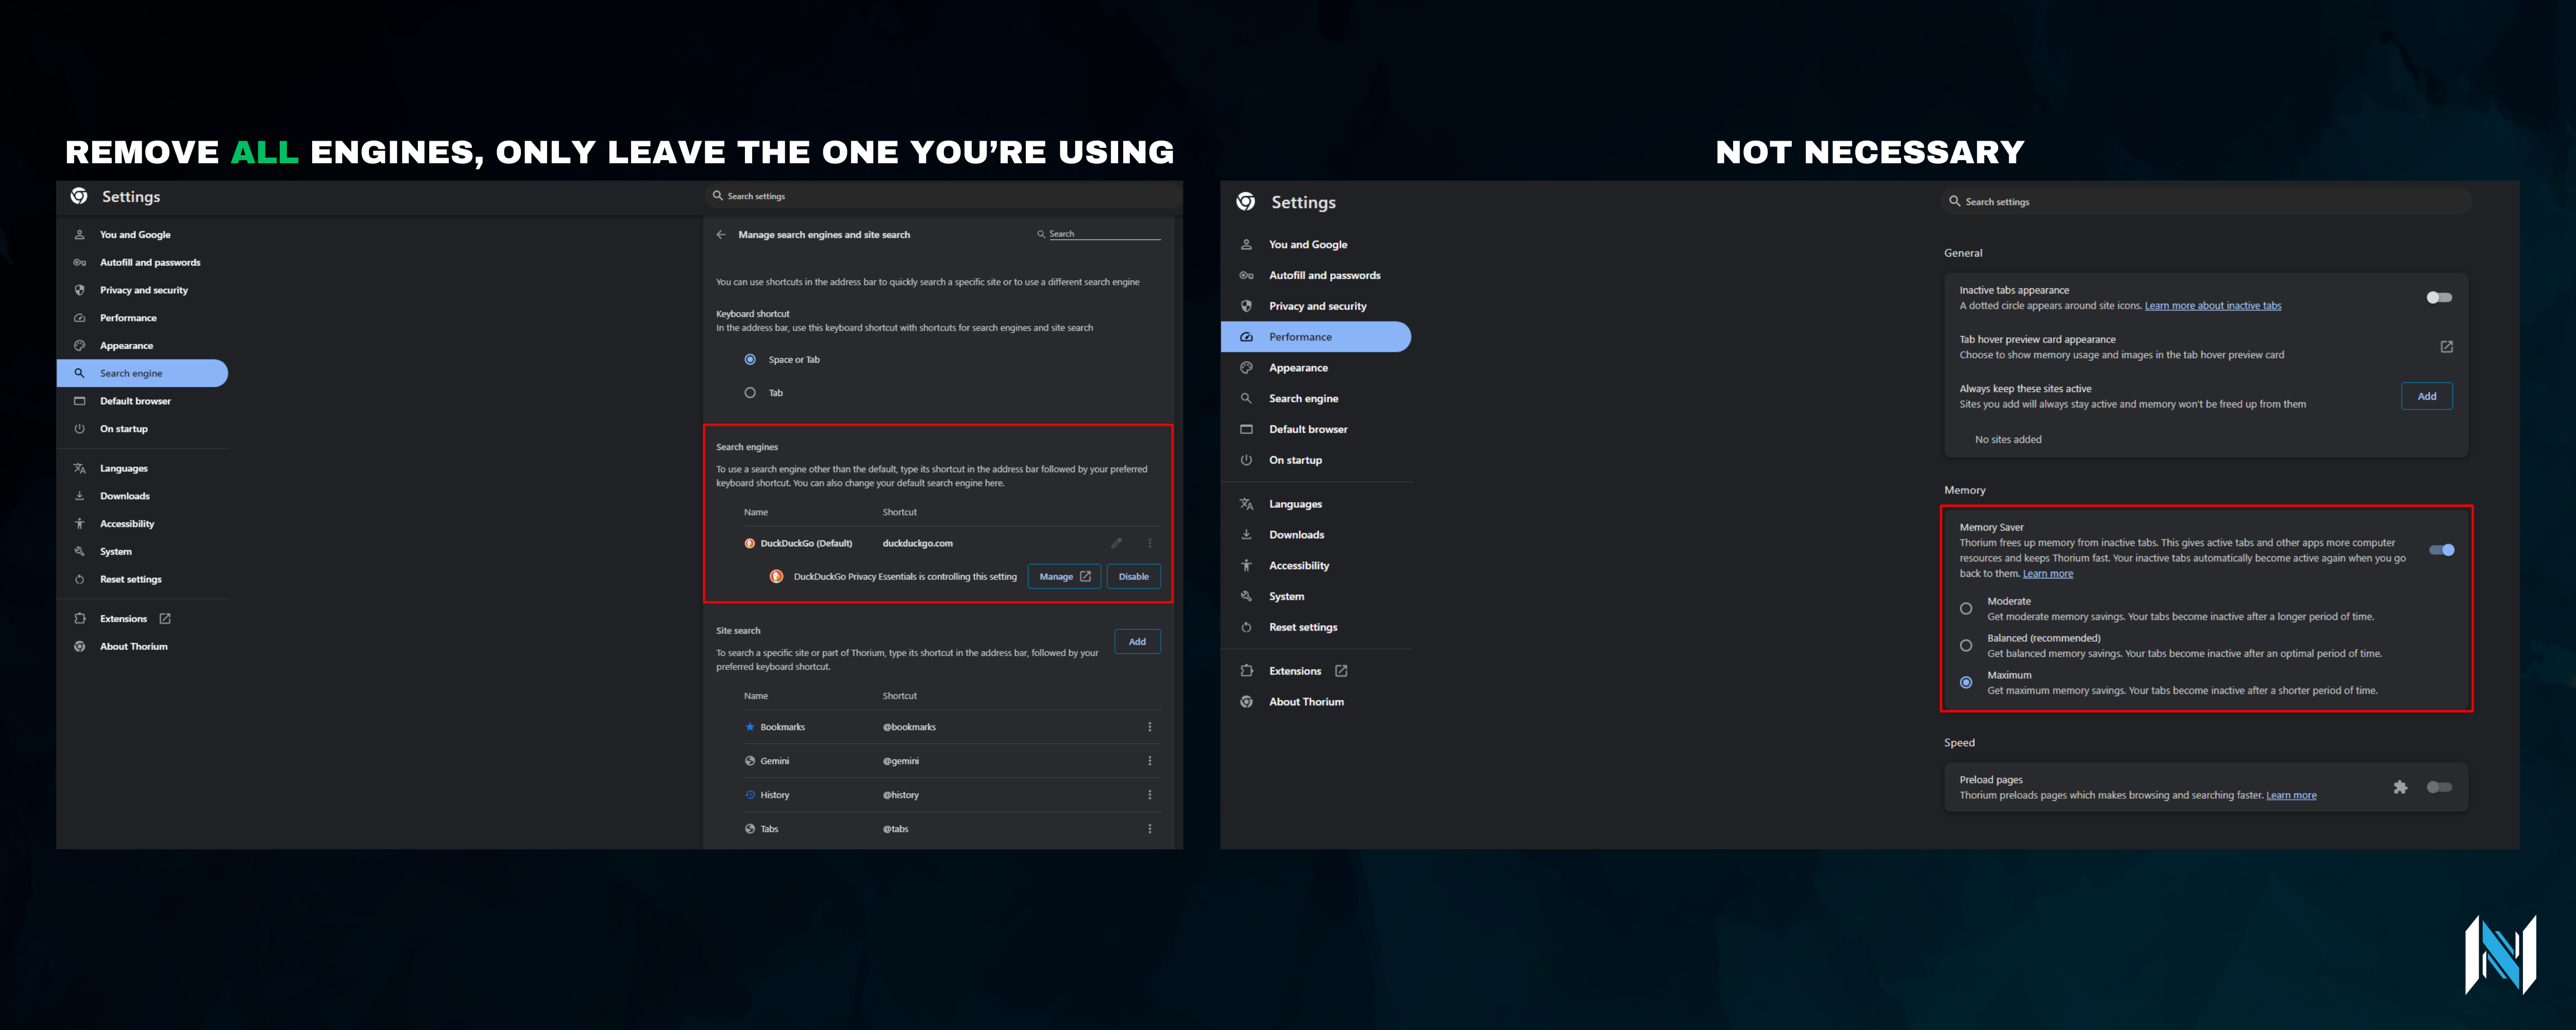 REMOVE ALL ENGINES, ONLY LEAVE THE ONE YOU'RE USING
Settings
Search settings
You and Google
Autofill and passwords
Privacy and security
Performance
Appearance
Search engine
Default browser
On startup
Languages
Downloads
Accessibility
System
Reset settings
Extensions
About Thorium
Manage search engines and site search
Search
You can use shortcuts in the address bar to quickly search a specific site or to use a different search engine
Keyboard shortcut
In the address bar, use this keyboard shortcut with shortcuts for search engines and site search
Space or Tab
Tab
Search engines
To use a search engine other than the default, type its shortcut in the address bar followed by your preferred
keyboard shortcut. You can also change your default search engine here.
Name Shortcut
DuckDuckGo (Default) duckduckgo.com
DuckDuckGo Privacy Essentials is controlling this setting Manage Disable
Site search
Add
To search a specific site or part of Thorium, type its shortcut in the address bar, followed by your
preferred keyboard shortcut.
Name Shortcut
Bookmarks @bookmarks
Gemini @gemini
History @history
Tabs @tabs
NOT NECESSARY
Settings
Search settings
You and Google
Autofill and passwords
Privacy and security
Performance
Appearance
Search engine
Default browser
On startup
Languages
Downloads
Accessibility
System
Reset settings
Extensions
About Thorium
General
Inactive tabs appearance
A dotted circle appears around site icons. Learn more about inactive tabs
Tab hover preview card appearance
Choose to show memory usage and images in the tab hover preview card
Always keep these sites active
Sites you add will always stay active and memory won't be freed up from them
Add
No sites added
Memory
Memory Saver
Thorium frees up memory from inactive tabs. This gives active tabs and other apps more computer
resources and keeps Thorium fast. Your inactive tabs automatically become active again when you go
back to them. Learn more
Moderate
Get moderate memory savings. Your tabs become inactive after a longer period of time.
Balanced (recommended)
Get balanced memory savings. Your tabs become inactive after an optimal period of time.
Maximum
Get maximum memory savings. Your tabs become inactive after a shorter period of time.
Speed
Preload pages
Thorium preloads pages which makes browsing and searching faster. Learn more